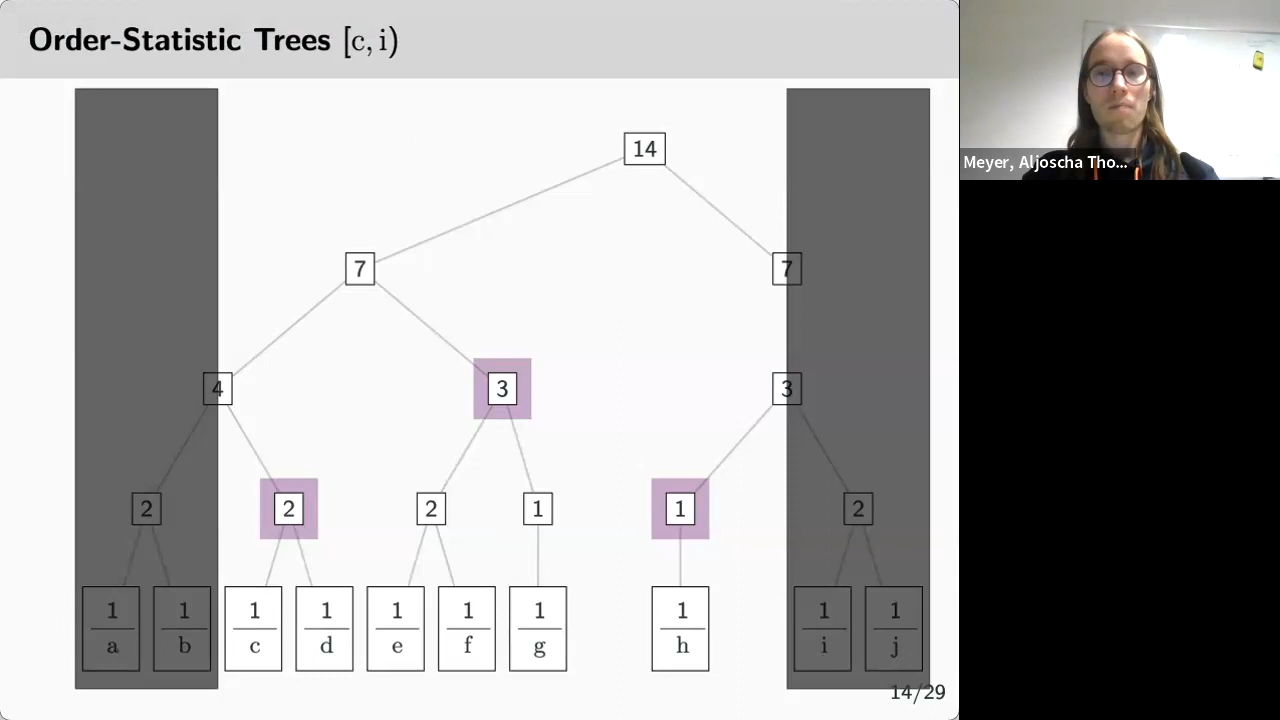 Order-Statistic Trees [c, i)
14
7 7
4 3 3
2 2 2 1 1 2
1 1 1 1 1 1 1 1 1 1
a b c d e f g h i j
14/29
Meyer, Aljoscha Tho...